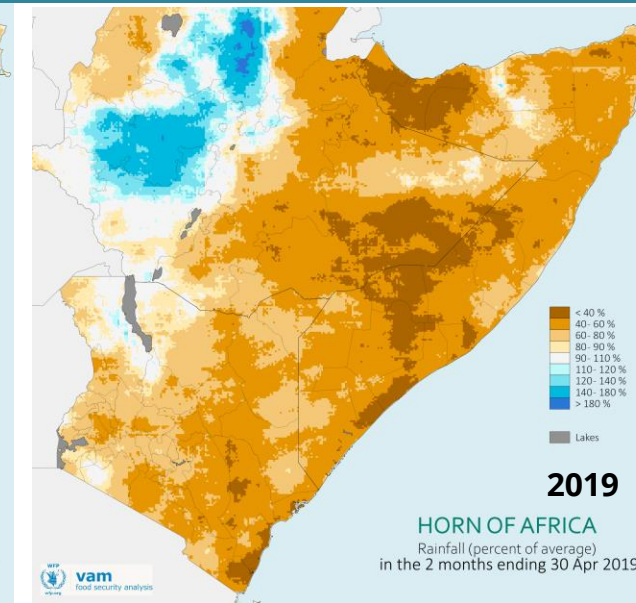 < 40 %
40- 60 %
60 - 80 %
80 - 90 %
90- 110 %
110- 120 %
120- 140 %
140- 180 %
> 180 %
Lakes
2019
HORN OF AFRICA
Rainfall (percent of average)
in the 2 months ending 30 Apr 2019
WFP
wfp.org
vam
food security analysis